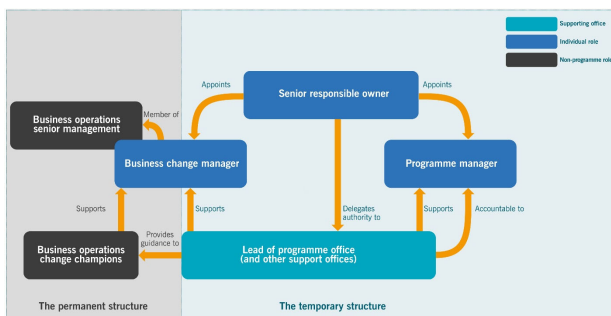 Supporting office
Individual role
Non-programme role
Senior responsible owner
Appoints
Appoints
Business operations
senior management
Member of
Business change manager
Programme manager
Supports
Supports
Delegates
authority to
Supports
Accountable to
Business operations
change champions
Provides
guidance to
Lead of programme office
(and other support offices)
The permanent structure
The temporary structure